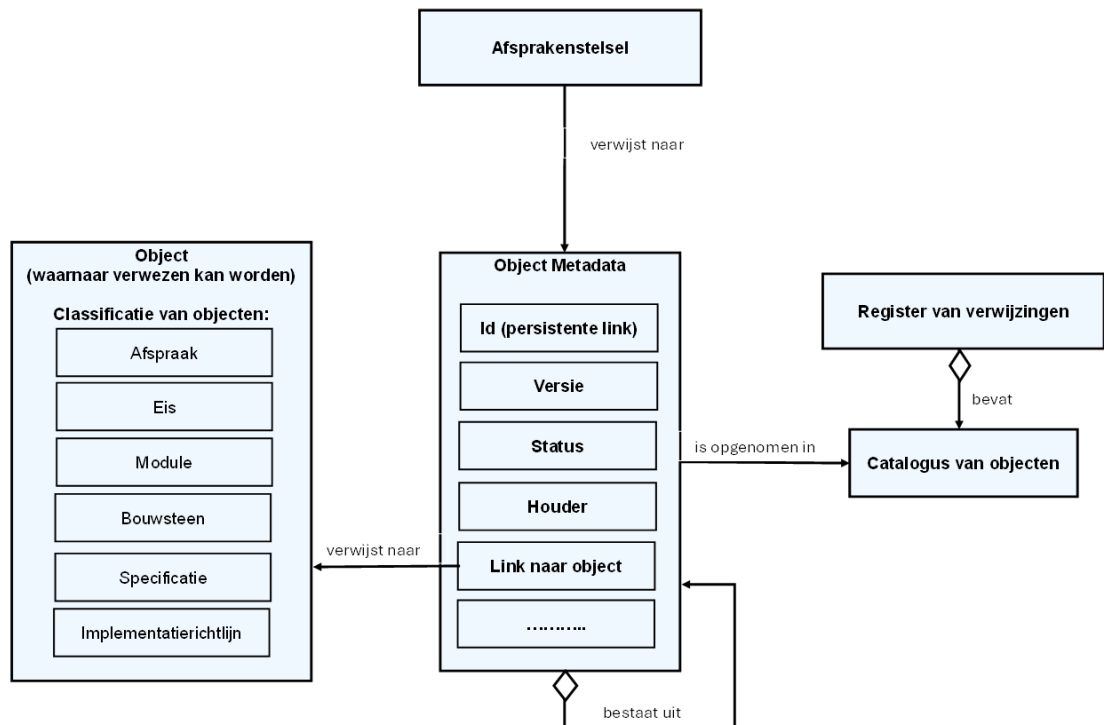 Afsprakenstelsel
verwijst naar
Object
(waarnaar verwezen kan worden)
Classificatie van objecten:
Afspraak
Eis
Module
Bouwsteen
Specificatie
Implementatierichtlijn
verwijst naar
Object Metadata
Id (persistente link)
Versie
Status
Houder
Link naar object
………..
bestaat uit
is opgenomen in
Register van verwijzingen
bevat
Catalogus van objecten